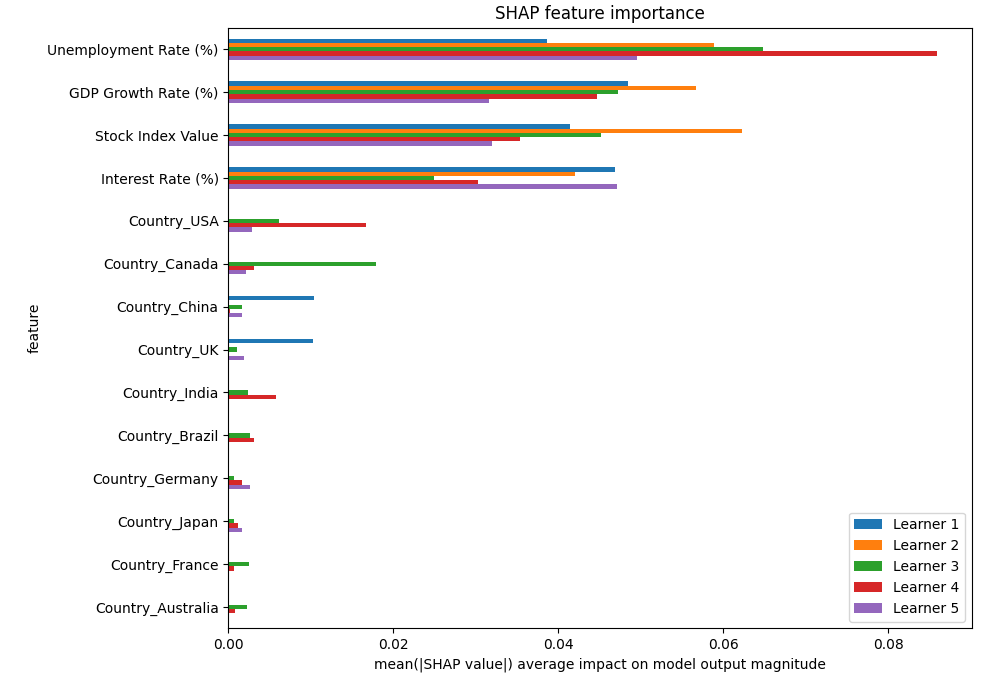 SHAP feature importance
Unemployment Rate (%)
GDP Growth Rate (%)
Stock Index Value
Interest Rate (%)
Country_USA
Country_Canada
Country_China
Country_UK
Country_India
Country_Brazil
Country_Germany
Country_Japan
Country_France
Country_Australia
feature
Learner 1
Learner 2
Learner 3
Learner 4
Learner 5
0.00 0.02 0.04 0.06 0.08
mean(|SHAP value|) average impact on model output magnitude